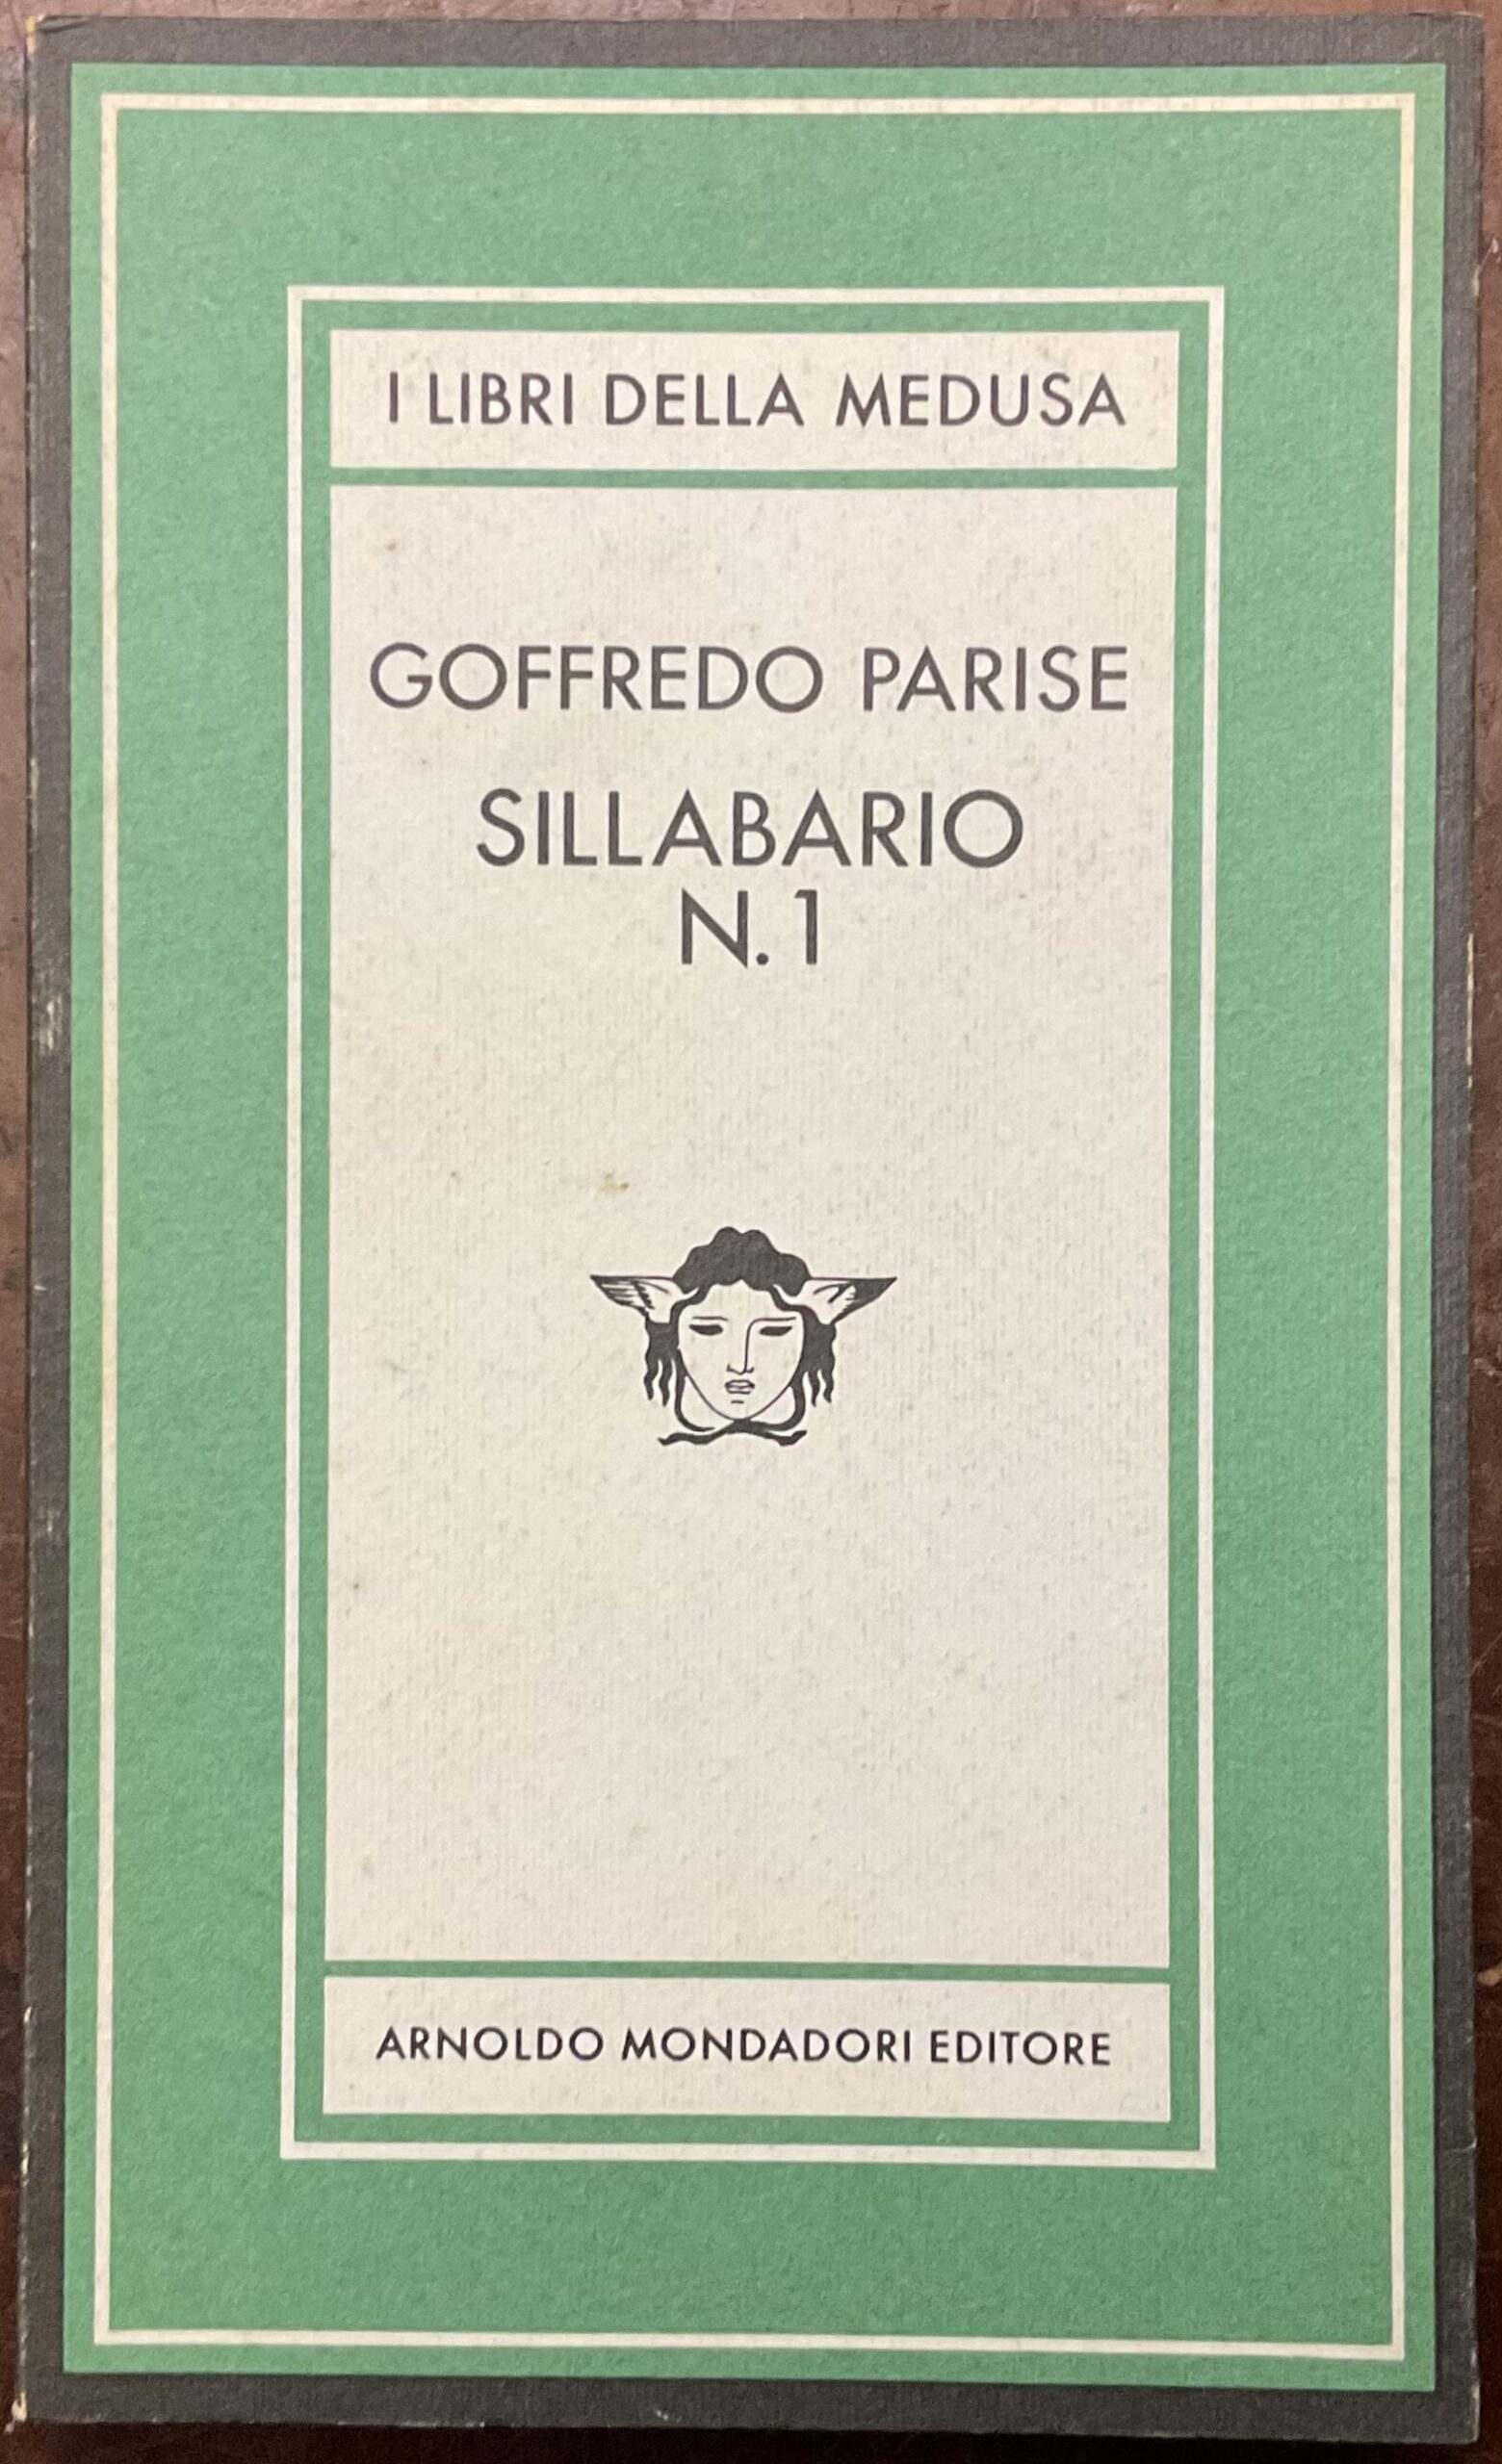 I LIBRI DELLA MEDUSA
GOFFREDO PARISE
SILLABARIO
N. 1
ARNOLDO MONDADORI EDITORE